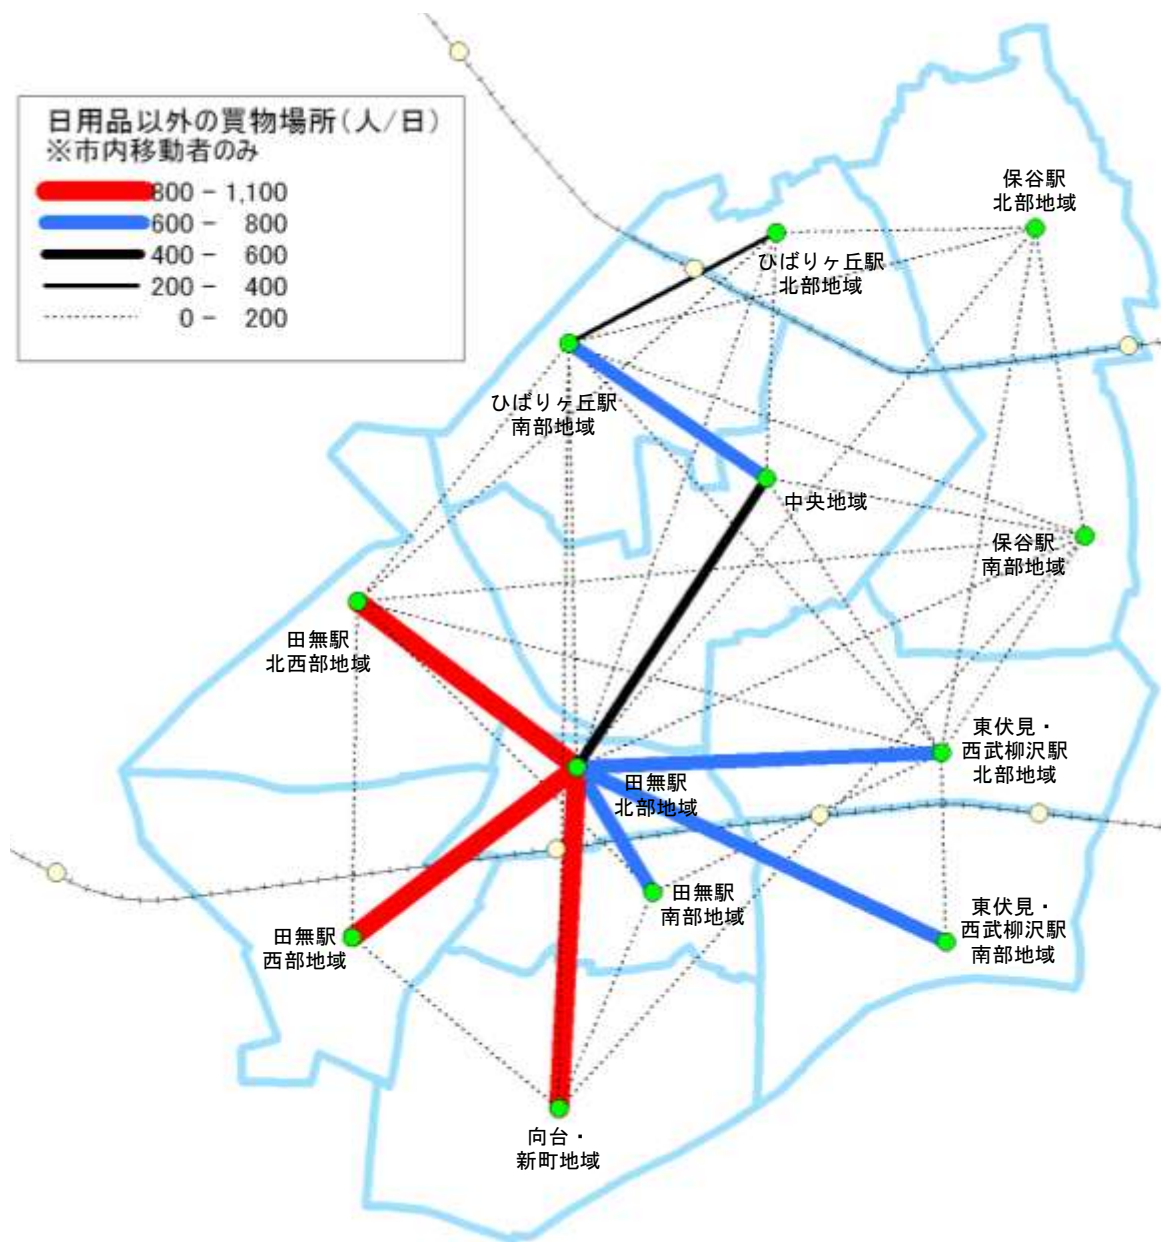 日用品以外の買物場所(人/日)
※市内移動者のみ
800 - 1,100
600 - 800
400 - 600
200 - 400
0 - 200
保谷駅
北部地域
ひばりヶ丘駅
北部地域
ひばりヶ丘駅
南部地域
中央地域
保谷駅
南部地域
田無駅
北西部地域
東伏見・
西武柳沢駅
北部地域
田無駅
北部地域
田無駅
南部地域
東伏見・
西武柳沢駅
南部地域
田無駅
西部地域
向台・
新町地域